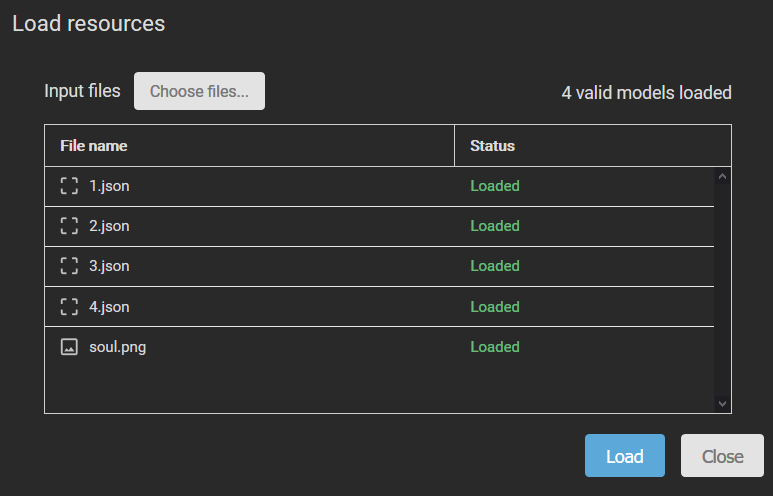 Load resources
Input files Choose files... 4 valid models loaded
File name Status
1.json Loaded
2.json Loaded
3.json Loaded
4.json Loaded
soul.png Loaded
Load Close